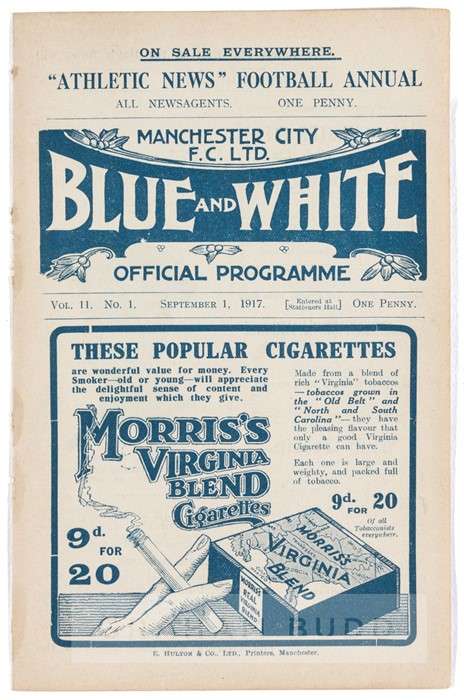 ON SALE EVERYWHERE.
"ATHLETIC NEWS" FOOTBALL ANNUAL
ALL NEWSAGENTS. ONE PENNY.
MANCHESTER CITY
F.C. LTD.
BLUE AND WHITE
OFFICIAL PROGRAMME
VOL. 11. No. 1. SEPTEMBER 1, 1917. [Entered at Stationers Hall] ONE PENNY.
THESE POPULAR CIGARETTES
are wonderful value for money. Every
Smoker—old or young—will appreciate
the delightful sense of content and
enjoyment which they give.
Made from a blend of
rich "Virginia" tobaccos
—tobaccos grown in
the "Old Belt" and
"North and South
Carolina"—they have
the pleasing flavour that
only a good Virginia
Cigarette can have.
Each one is large and
weighty, and packed full
of tobacco.
MORRIS'S
VIRGINIA
BLEND
Cigarettes
9d. FOR 20
Of all
Tobacconists
everywhere.
9d.
FOR
20
MORRIS'S
VIRGINIA
BLEND
MORRIS'S
REAL
VIRGINIA
BLEND
BUDD
E. HULTON & CO., LTD., Printers, Manchester.